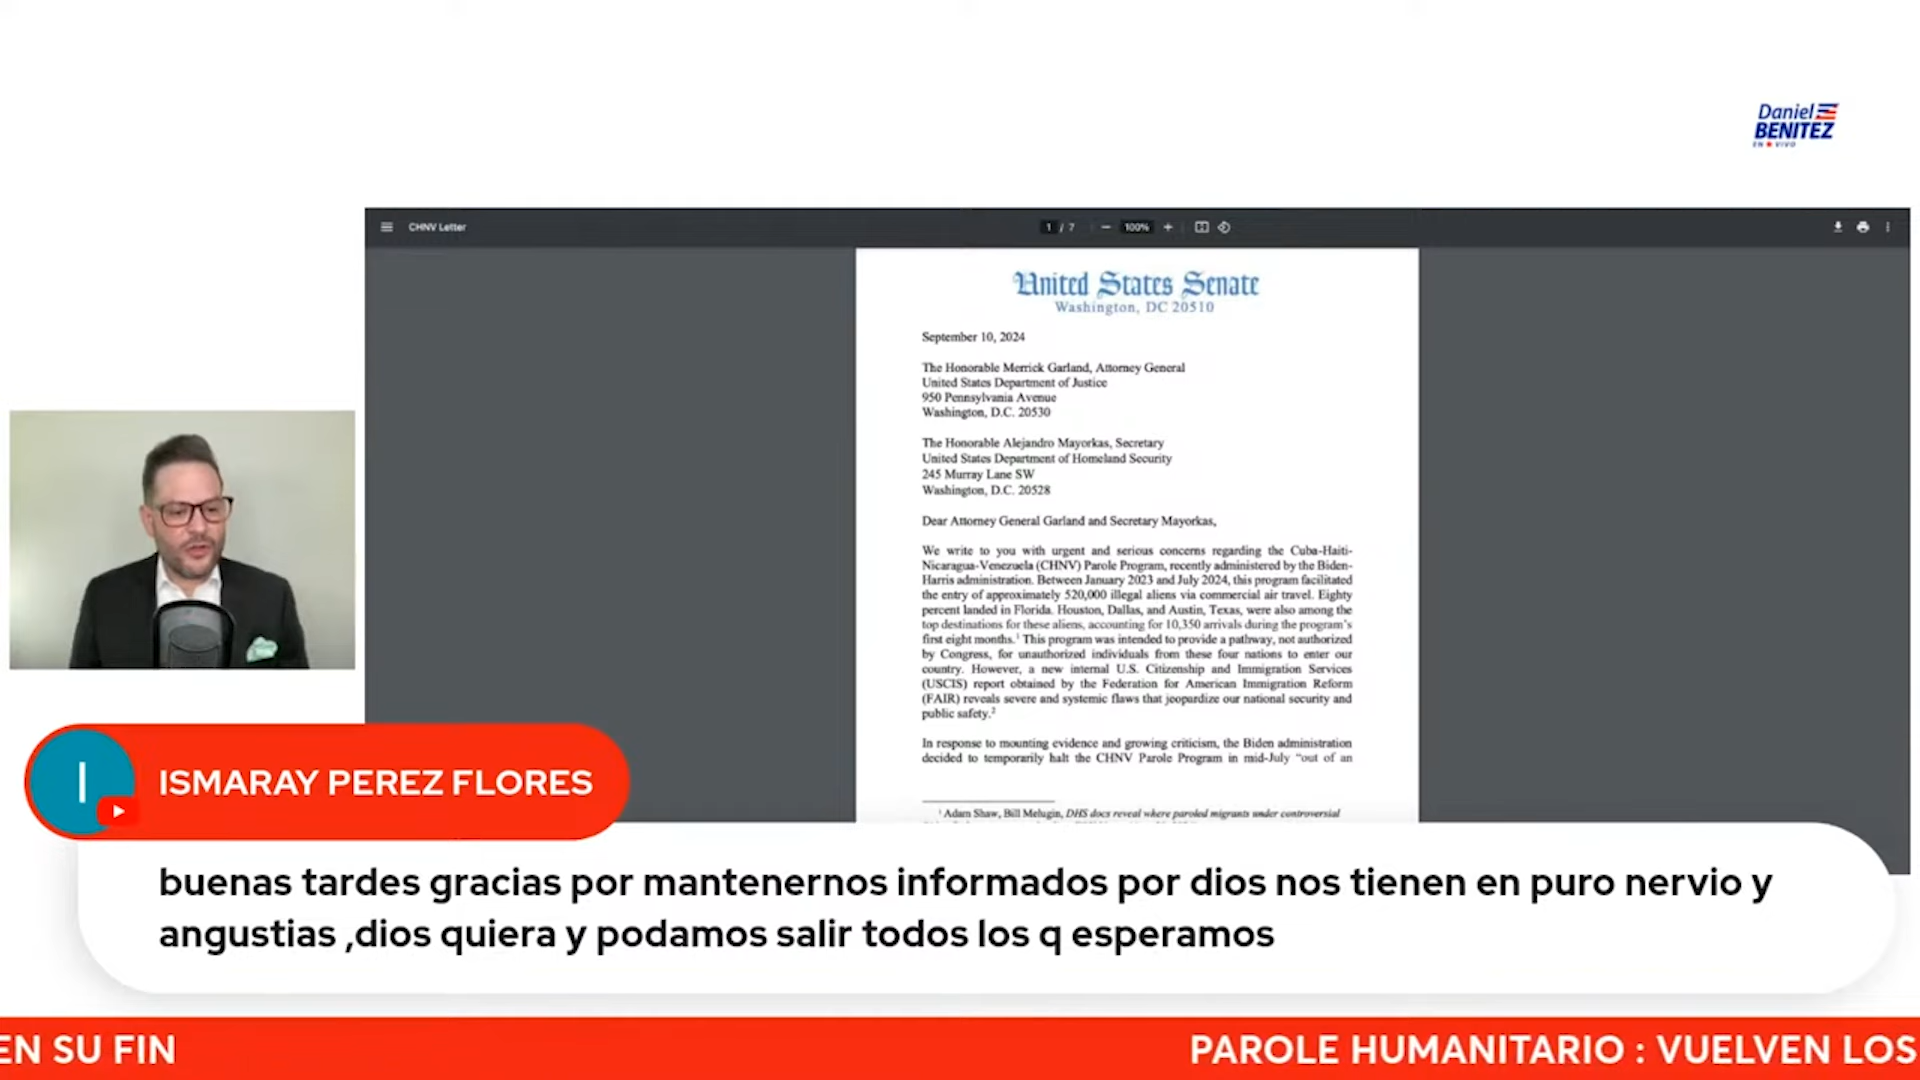 Daniel
BENITEZ
EN VIVO
CHNV Letter
1 / 7
100%
United States Senate
Washington, DC 20510
September 10, 2024
The Honorable Merrick Garland, Attorney General
United States Department of Justice
950 Pennsylvania Avenue
Washington, D.C. 20530
The Honorable Alejandro Mayorkas, Secretary
United States Department of Homeland Security
245 Murray Lane SW
Washington, D.C. 20528
Dear Attorney General Garland and Secretary Mayorkas,
We write to you with urgent and serious concerns regarding the Cuba-Haiti-
Nicaragua-Venezuela (CHNV) Parole Program, recently administered by the Biden-
Harris administration. Between January 2023 and July 2024, this program facilitated
the entry of approximately 520,000 illegal aliens via commercial air travel. Eighty
percent landed in Florida. Houston, Dallas, and Austin, Texas, were also among the
top destinations for these aliens, accounting for 10,350 arrivals during the program's
first eight months.1 This program was intended to provide a pathway, not authorized
by Congress, for unauthorized individuals from these four nations to enter our
country. However, a new internal U.S. Citizenship and Immigration Services
(USCIS) report obtained by the Federation for American Immigration Reform
(FAIR) reveals severe and systemic flaws that jeopardize our national security and
public safety.2
In response to mounting evidence and growing criticism, the Biden administration
decided to temporarily halt the CHNV Parole Program in mid-July “out of an
1 Adam Shaw, Bill Melugin, DHS docs reveal where paroled migrants under controversial
I
ISMARAY PEREZ FLORES
buenas tardes gracias por mantenernos informados por dios nos tienen en puro nervio y
angustias ,dios quiera y podamos salir todos los q esperamos
EN SU FIN
PAROLE HUMANITARIO : VUELVEN LOS